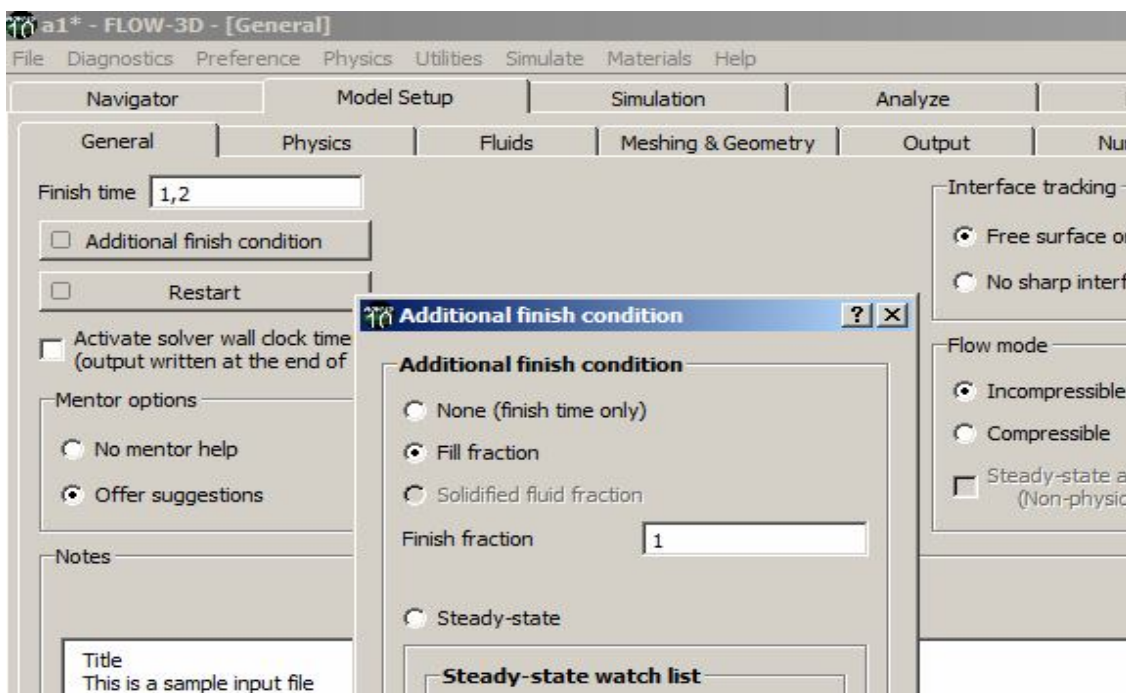 a1* - FLOW-3D - [General]
File Diagnostics Preference Physics Utilities Simulate Materials Help
Navigator Model Setup Simulation Analyze
General Physics Fluids Meshing & Geometry Output
Finish time 1,2
Additional finish condition
Restart
Activate solver wall clock time
(output written at the end of
Mentor options
No mentor help
Offer suggestions
Notes
Title
This is a sample input file
Additional finish condition
Additional finish condition
None (finish time only)
Fill fraction
Solidified fluid fraction
Finish fraction 1
Steady-state
Steady-state watch list
Interface tracking
Free surface
No sharp
Flow mode
Incompressible
Compressible
Steady-state